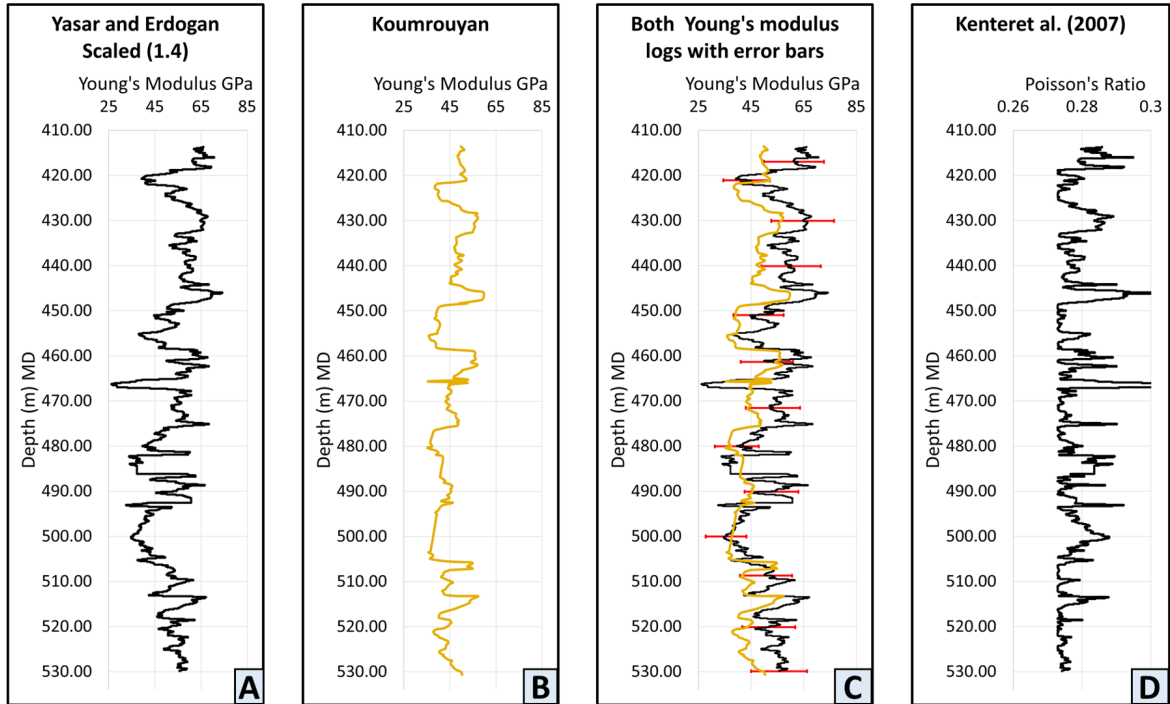 Yasar and Erdogan
Scaled (1.4)
Young's Modulus GPa
25 45 65 85
410.00
420.00
430.00
440.00
450.00
460.00
470.00
480.00
490.00
500.00
510.00
520.00
530.00
Depth (m) MD
A
Koumrouyan
Young's Modulus GPa
25 45 65 85
410.00
420.00
430.00
440.00
450.00
460.00
470.00
480.00
490.00
500.00
510.00
520.00
530.00
Depth (m) MD
B
Both Young's modulus
logs with error bars
Young's Modulus GPa
25 45 65 85
410.00
420.00
430.00
440.00
450.00
460.00
470.00
480.00
490.00
500.00
510.00
520.00
530.00
Depth (m) MD
C
Kenteret al. (2007)
Poisson's Ratio
0.26 0.28 0.3
410.00
420.00
430.00
440.00
450.00
460.00
470.00
480.00
490.00
500.00
510.00
520.00
530.00
Depth (m) MD
D